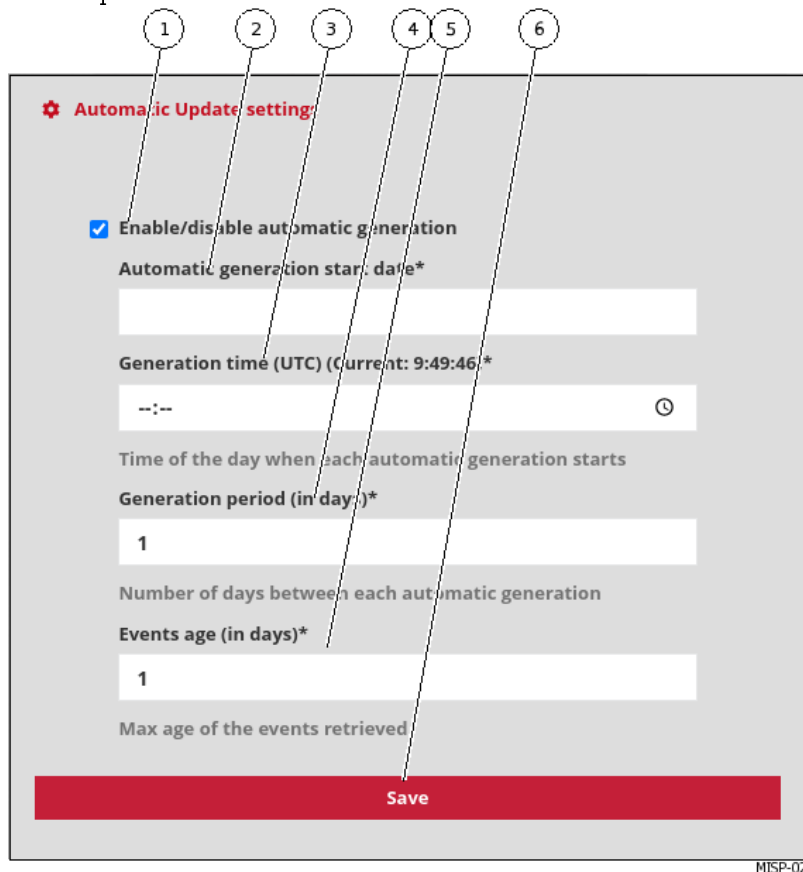 1 2 3 4 5 6
Automatic Update settings
Enable/disable automatic generation
Automatic generation start date*
Generation time (UTC) (Current: 9:49:46)*
--:--
Time of the day when each automatic generation starts
Generation period (in days)*
1
Number of days between each automatic generation
Events age (in days)*
1
Max age of the events retrieved
Save
MISP-02